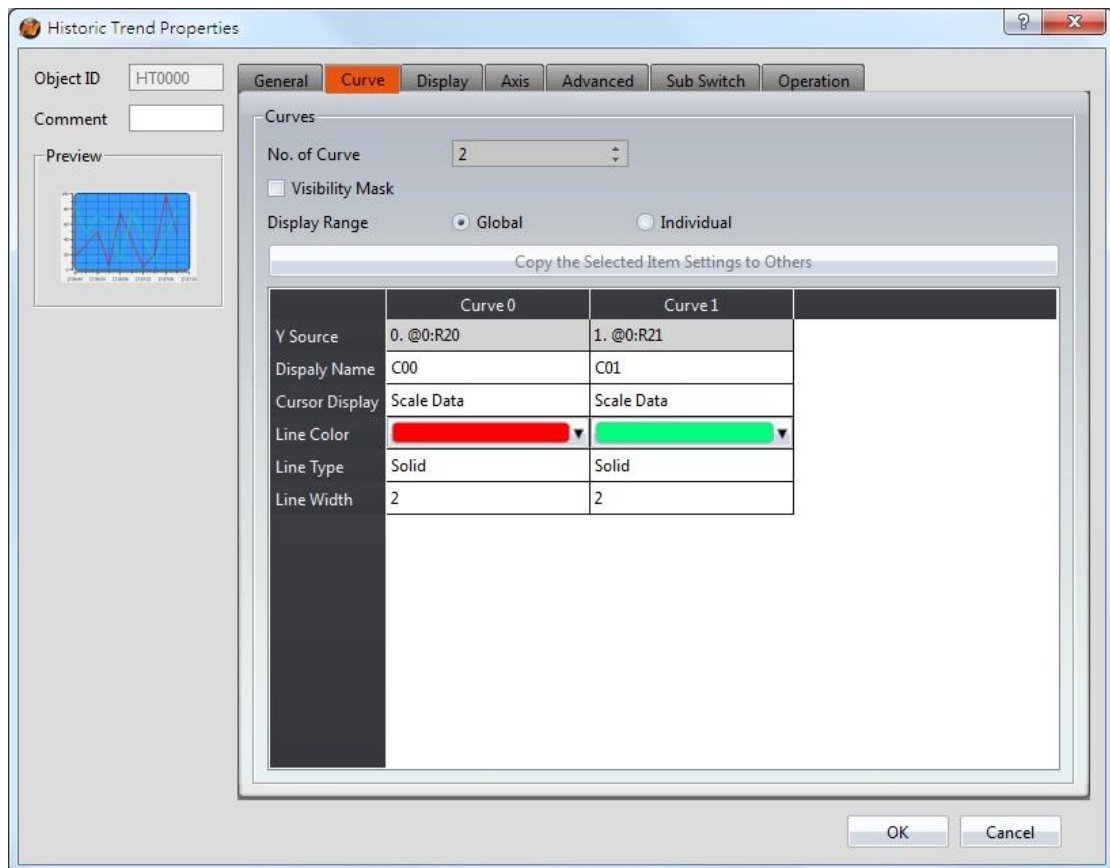 Historic Trend Properties
?
X
Object ID HT0000
Comment
Preview
General Curve Display Axis Advanced Sub Switch Operation
Curves
No. of Curve 2
Visibility Mask
Display Range Global Individual
Copy the Selected Item Settings to Others
Curve 0 Curve 1
Y Source 0. @0:R20 1. @0:R21
Dispaly Name C00 C01
Cursor Display Scale Data Scale Data
Line Color
Line Type Solid Solid
Line Width 2 2
OK Cancel